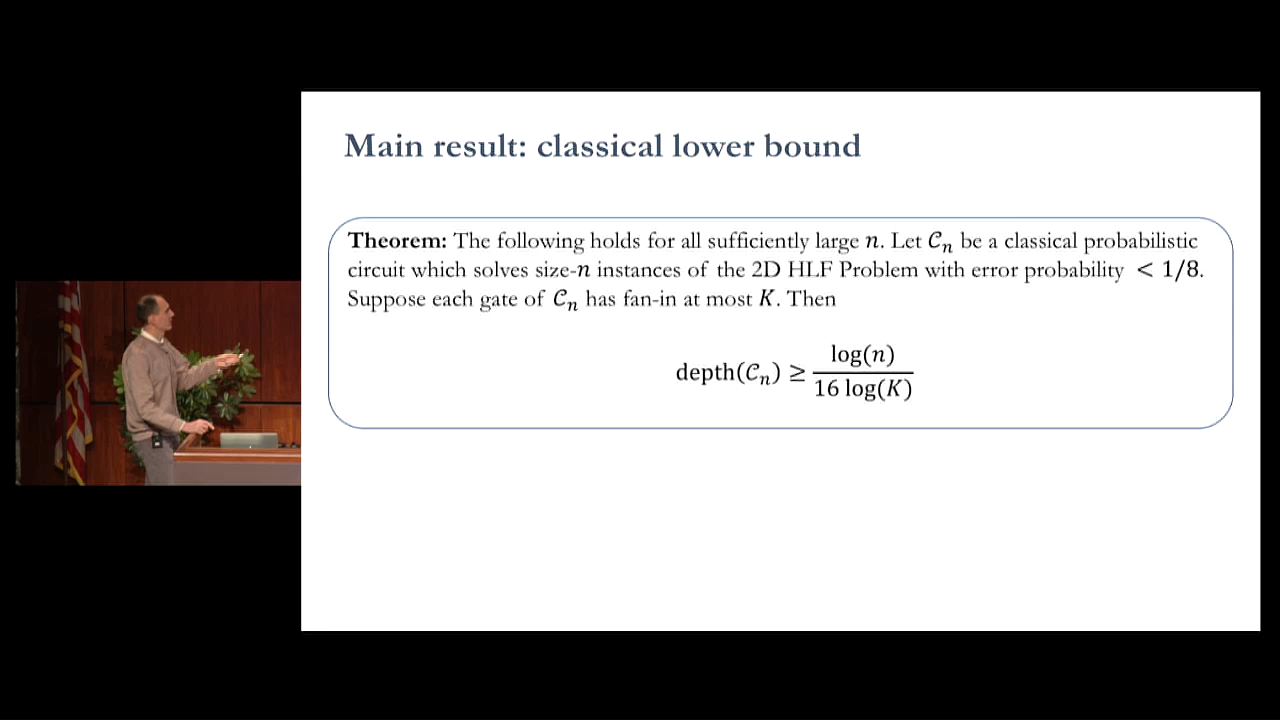 Main result: classical lower bound
Theorem: The following holds for all sufficiently large n. Let 𝒞ₙ be a classical probabilistic
circuit which solves size-n instances of the 2D HLF Problem with error probability < 1/8.
Suppose each gate of 𝒞ₙ has fan-in at most K. Then
depth(𝒞ₙ) ≥ log(n) / 16 log(K)